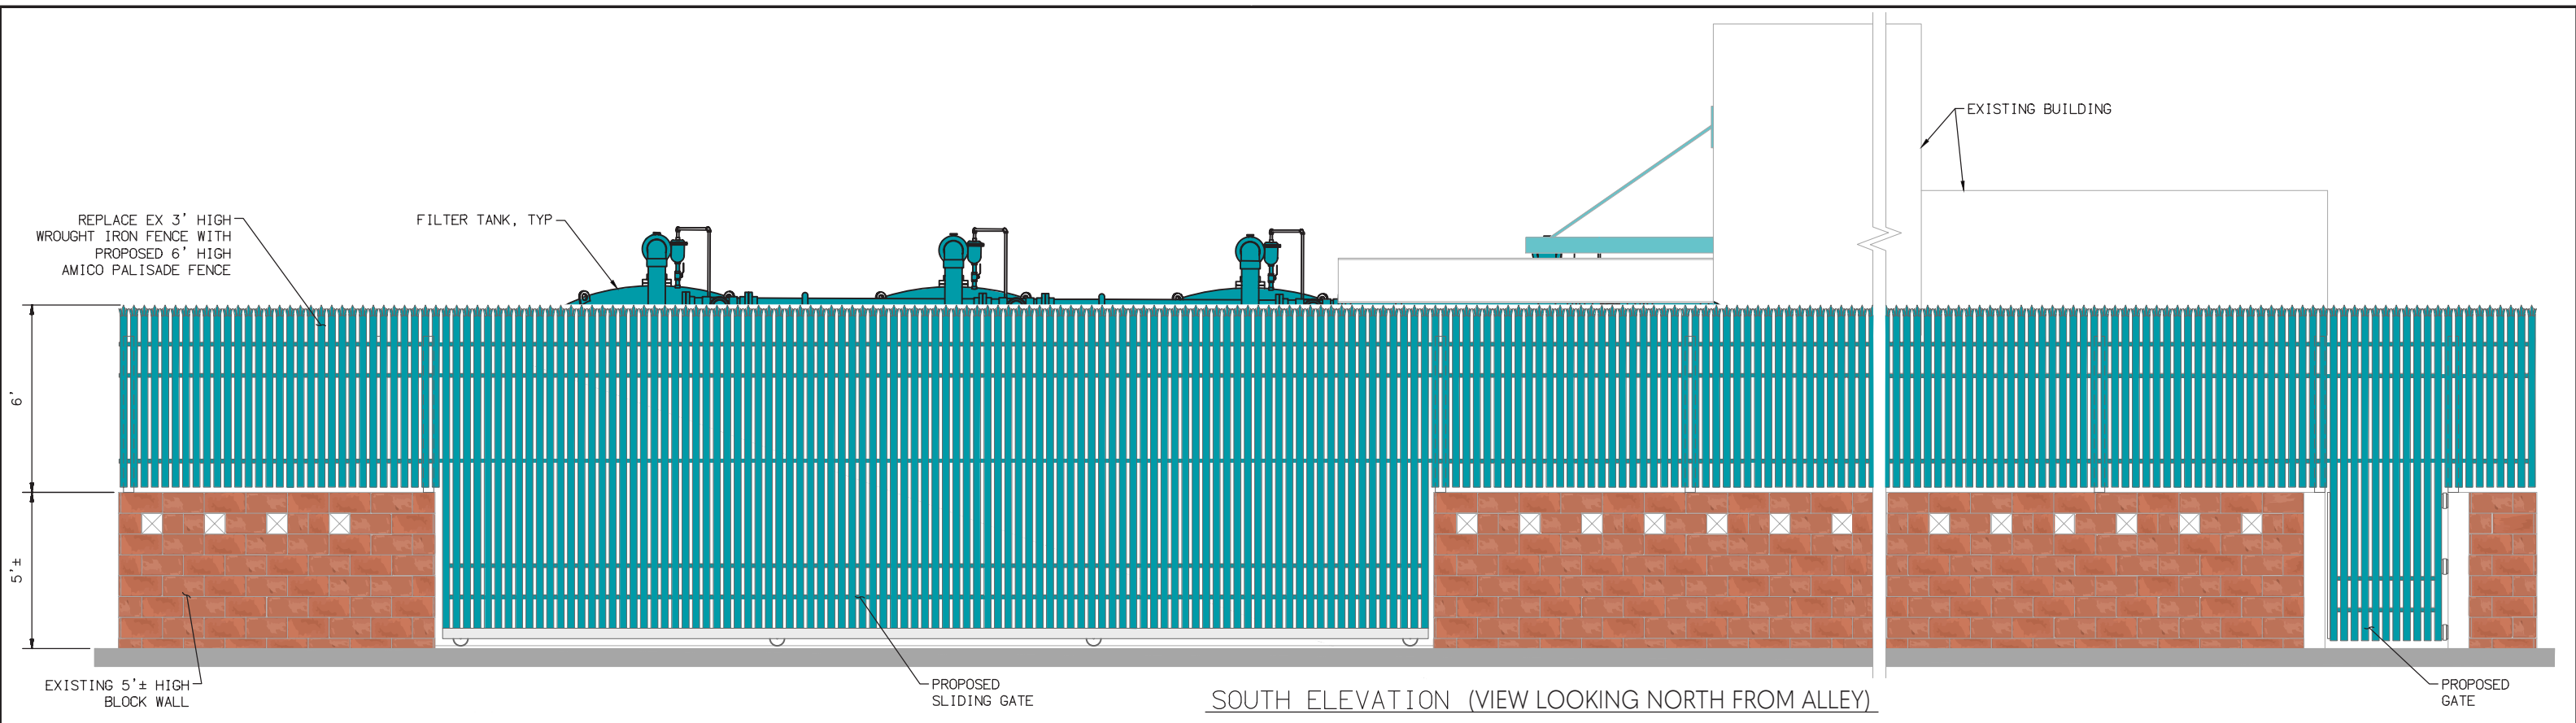 EXISTING BUILDING
REPLACE EX 3' HIGH
WROUGHT IRON FENCE WITH
PROPOSED 6' HIGH
AMICO PALISADE FENCE
FILTER TANK, TYP
6'
5'±
EXISTING 5'± HIGH
BLOCK WALL
PROPOSED
SLIDING GATE
SOUTH ELEVATION (VIEW LOOKING NORTH FROM ALLEY)
PROPOSED
GATE